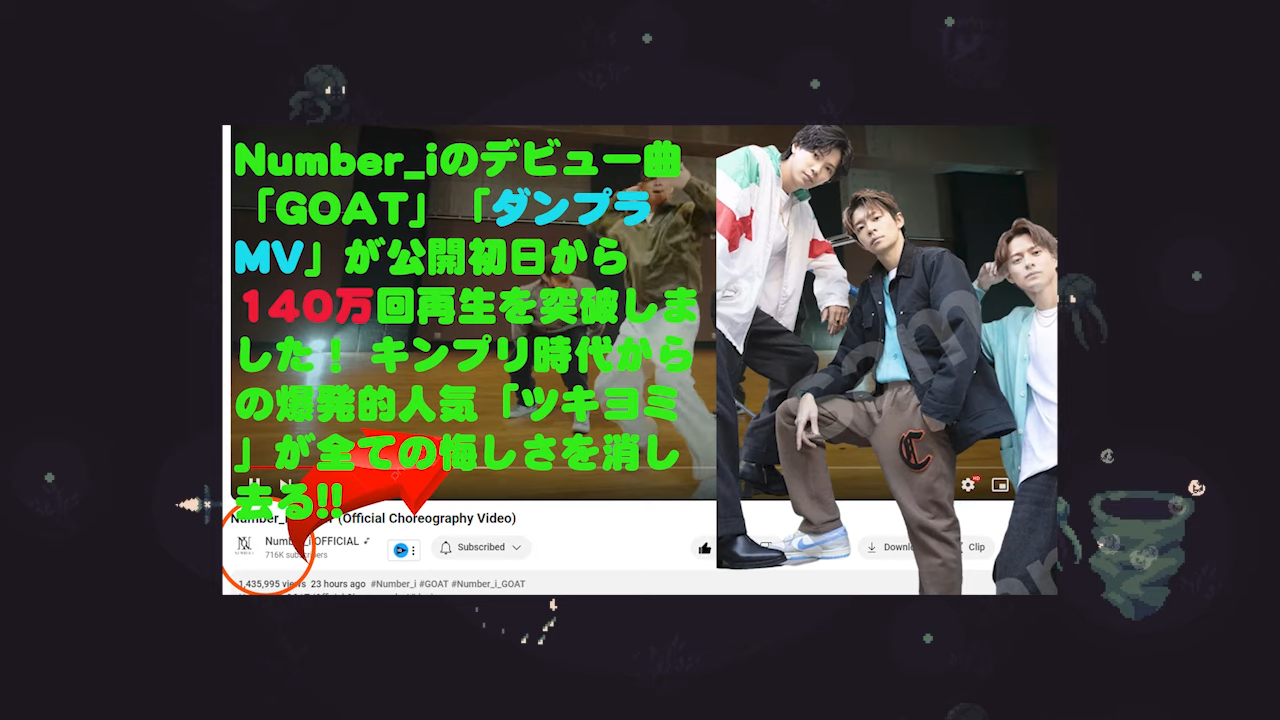 Number_iのデビュー曲
「GOAT」「ダンプラ
MV」が公開初日から
140万回再生を突破しま
した! キンプリ時代から
の爆発的人気「ツキヨミ
」が全ての悔しさを消し
去る!!
(Official Choreography Video)
OFFICIAL
716K
Subscribed
Clip
1,435,995 views 23 hours ago #Number_i #GOAT #Number_i_GOAT